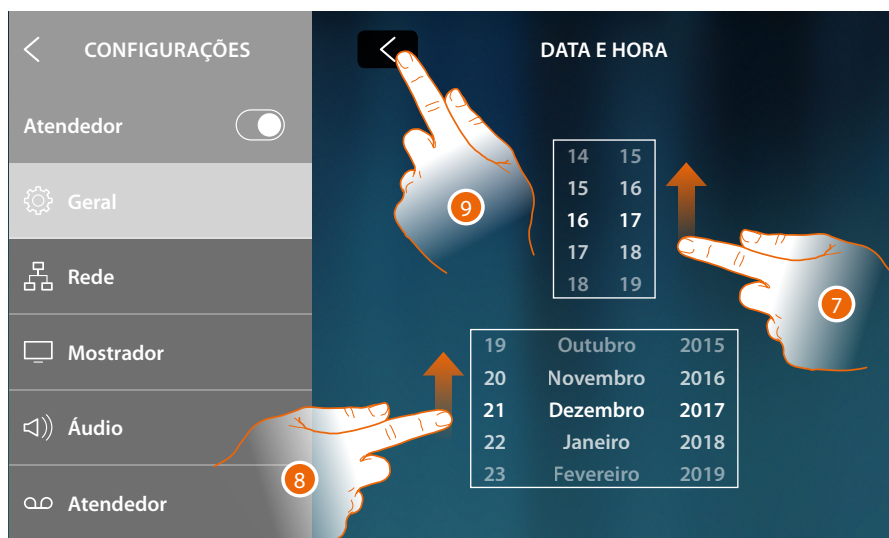 CONFIGURAÇÕES
Atendedor
Geral
Rede
Mostrador
Áudio
Atendedor
DATA E HORA
14 15
15 16
16 17
17 18
18 19
9
7
19 Outubro 2015
20 Novembro 2016
21 Dezembro 2017
22 Janeiro 2018
23 Fevereiro 2019
8